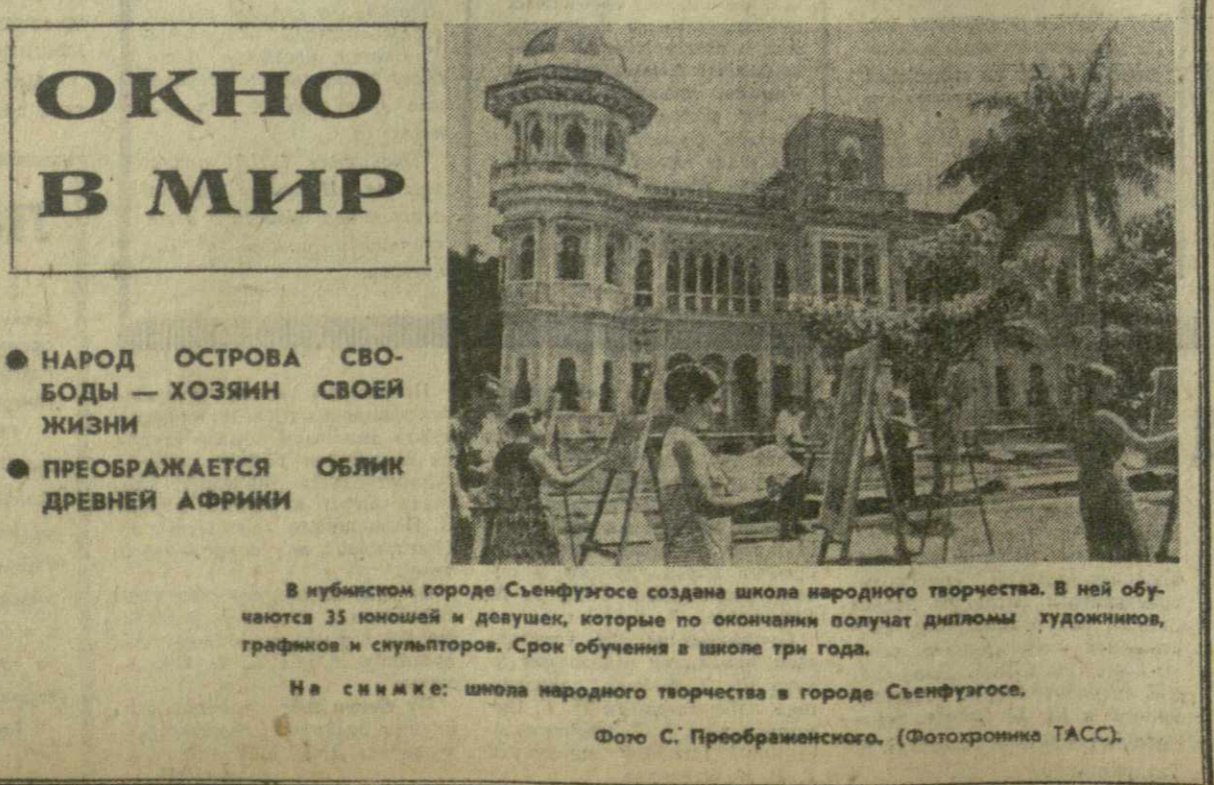 ОКНО
В МИР
● НАРОД ОСТРОВА СВО-
БОДЫ — ХОЗЯИН СВОЕЙ
ЖИЗНИ
● ПРЕОБРАЖАЕТСЯ ОБЛИК
ДРЕВНЕЙ АФРИКИ
В кубинском городе Съенфуэгосе создана школа народного творчества. В ней обу-
чаются 35 юношей и девушек, которые по окончании получат дипломы художников,
графиков и скульпторов. Срок обучения в школе три года.
На снимке: школа народного творчества в городе Съенфуэгосе.
Фото С. Преображенского. (Фотохроника ТАСС).